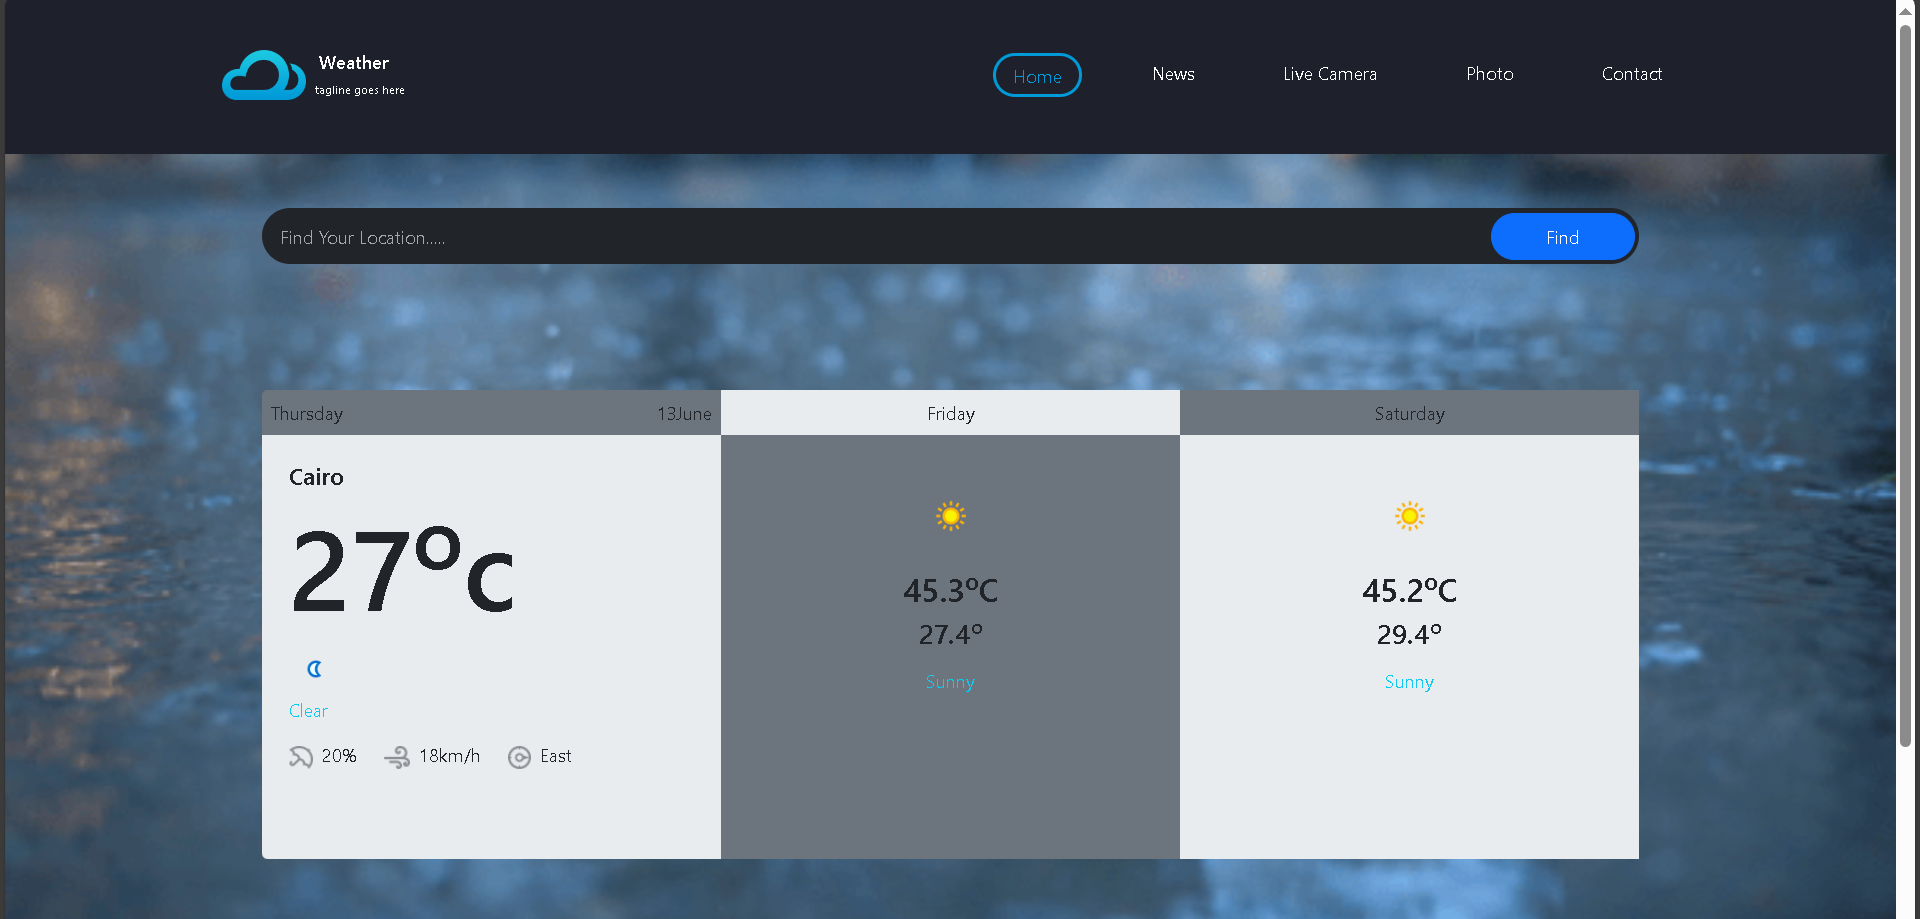 Weather
tagline goes here
Home
News
Live Camera
Photo
Contact
Find Your Location.....
Find
Thursday
13June
Cairo
27°c
Clear
20%
18km/h
East
Friday
45.3°C
27.4°
Sunny
Saturday
45.2°C
29.4°
Sunny